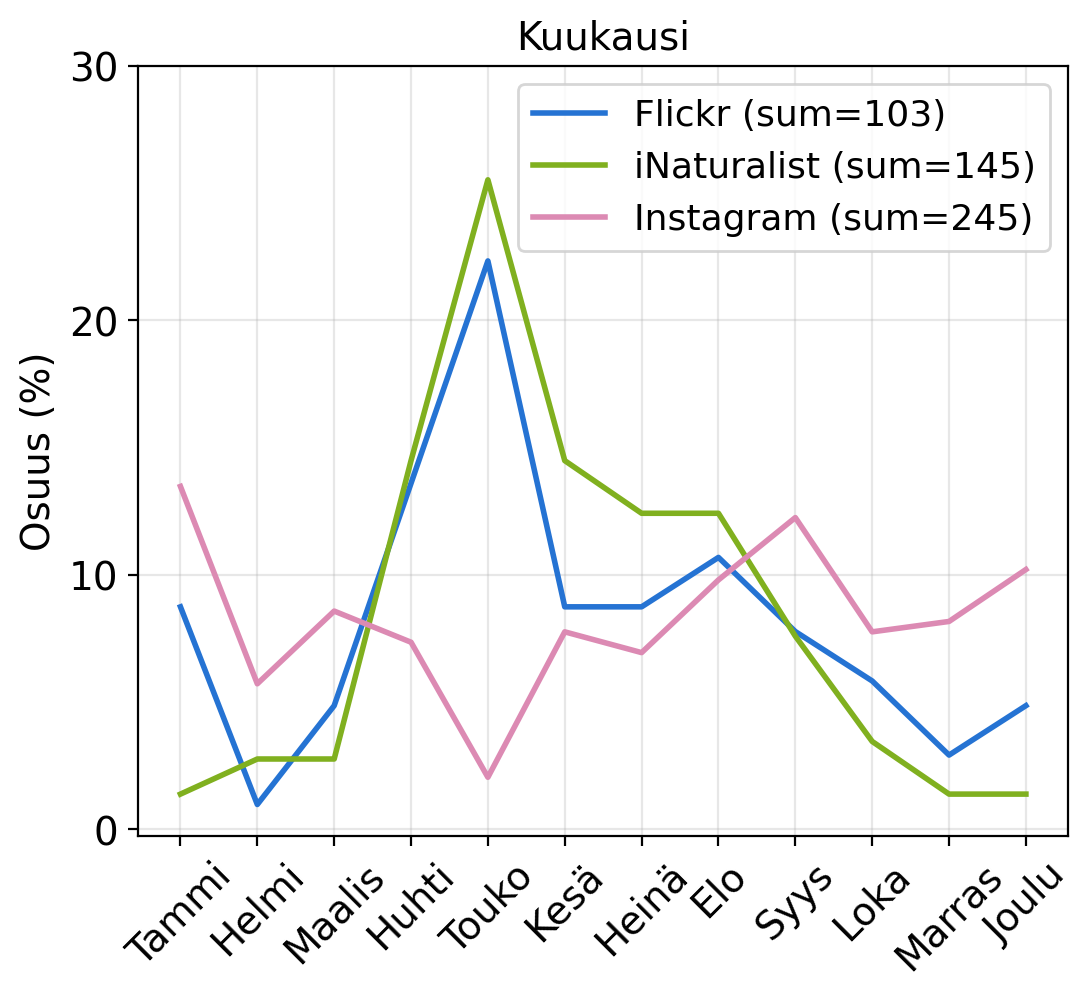 Kuukausi
30
20
10
0
Osuus (%)
Flickr (sum=103)
iNaturalist (sum=145)
Instagram (sum=245)
Tammi
Helmi
Maalis
Huhti
Touko
Kesä
Heinä
Elo
Syys
Loka
Marras
Joulu